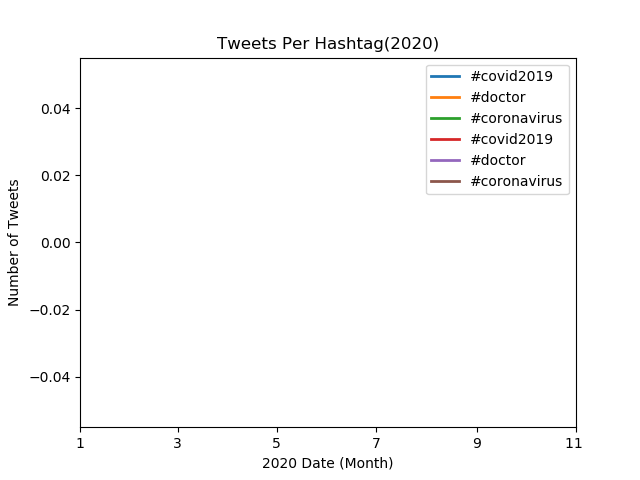 Tweets Per Hashtag(2020)
#covid2019
#doctor
#coronavirus
#covid2019
#doctor
#coronavirus
Number of Tweets
0.04
0.02
0.00
−0.02
−0.04
1 3 5 7 9 11
2020 Date (Month)